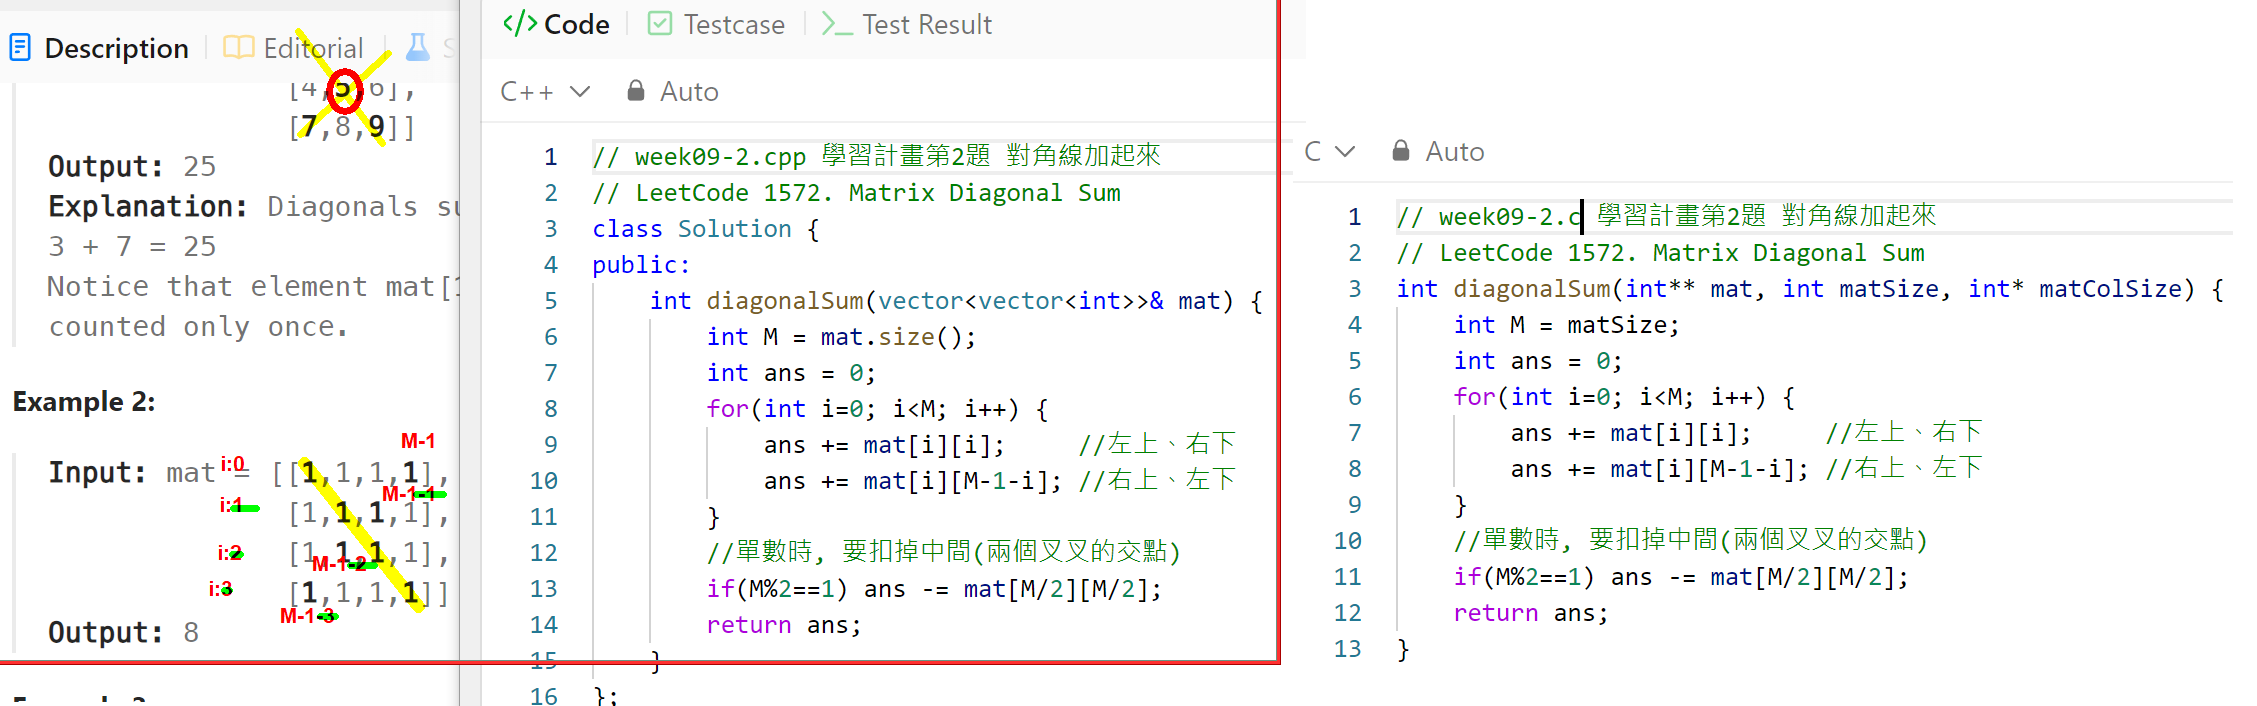 Description
Editorial
[4,5,6],
[7,8,9]]
Output: 25
Explanation: Diagonals
3 + 7 = 25
Notice that element mat[1
counted only once.
Example 2:
M-1
i:0
Input: mat = [[1,1,1,1],
M-1-1
i:1
[1,1,1,1],
i:2
[1,1,1,1],
M-1-2
i:3
[1,1,1,1]]
M-1-3
Output: 8
</> Code
Testcase
Test Result
C++
Auto
1 // week09-2.cpp 學習計畫第2題 對角線加起來
2 // LeetCode 1572. Matrix Diagonal Sum
3 class Solution {
4 public:
5 int diagonalSum(vector<vector<int>>& mat) {
6 int M = mat.size();
7 int ans = 0;
8 for(int i=0; i<M; i++) {
9 ans += mat[i][i]; //左上、右下
10 ans += mat[i][M-1-i]; //右上、左下
11 }
12 //單數時, 要扣掉中間(兩個叉叉的交點)
13 if(M%2==1) ans -= mat[M/2][M/2];
14 return ans;
15 }
16 };
C
Auto
1 // week09-2.c 學習計畫第2題 對角線加起來
2 // LeetCode 1572. Matrix Diagonal Sum
3 int diagonalSum(int** mat, int matSize, int* matColSize) {
4 int M = matSize;
5 int ans = 0;
6 for(int i=0; i<M; i++) {
7 ans += mat[i][i]; //左上、右下
8 ans += mat[i][M-1-i]; //右上、左下
9 }
10 //單數時, 要扣掉中間(兩個叉叉的交點)
11 if(M%2==1) ans -= mat[M/2][M/2];
12 return ans;
13 }